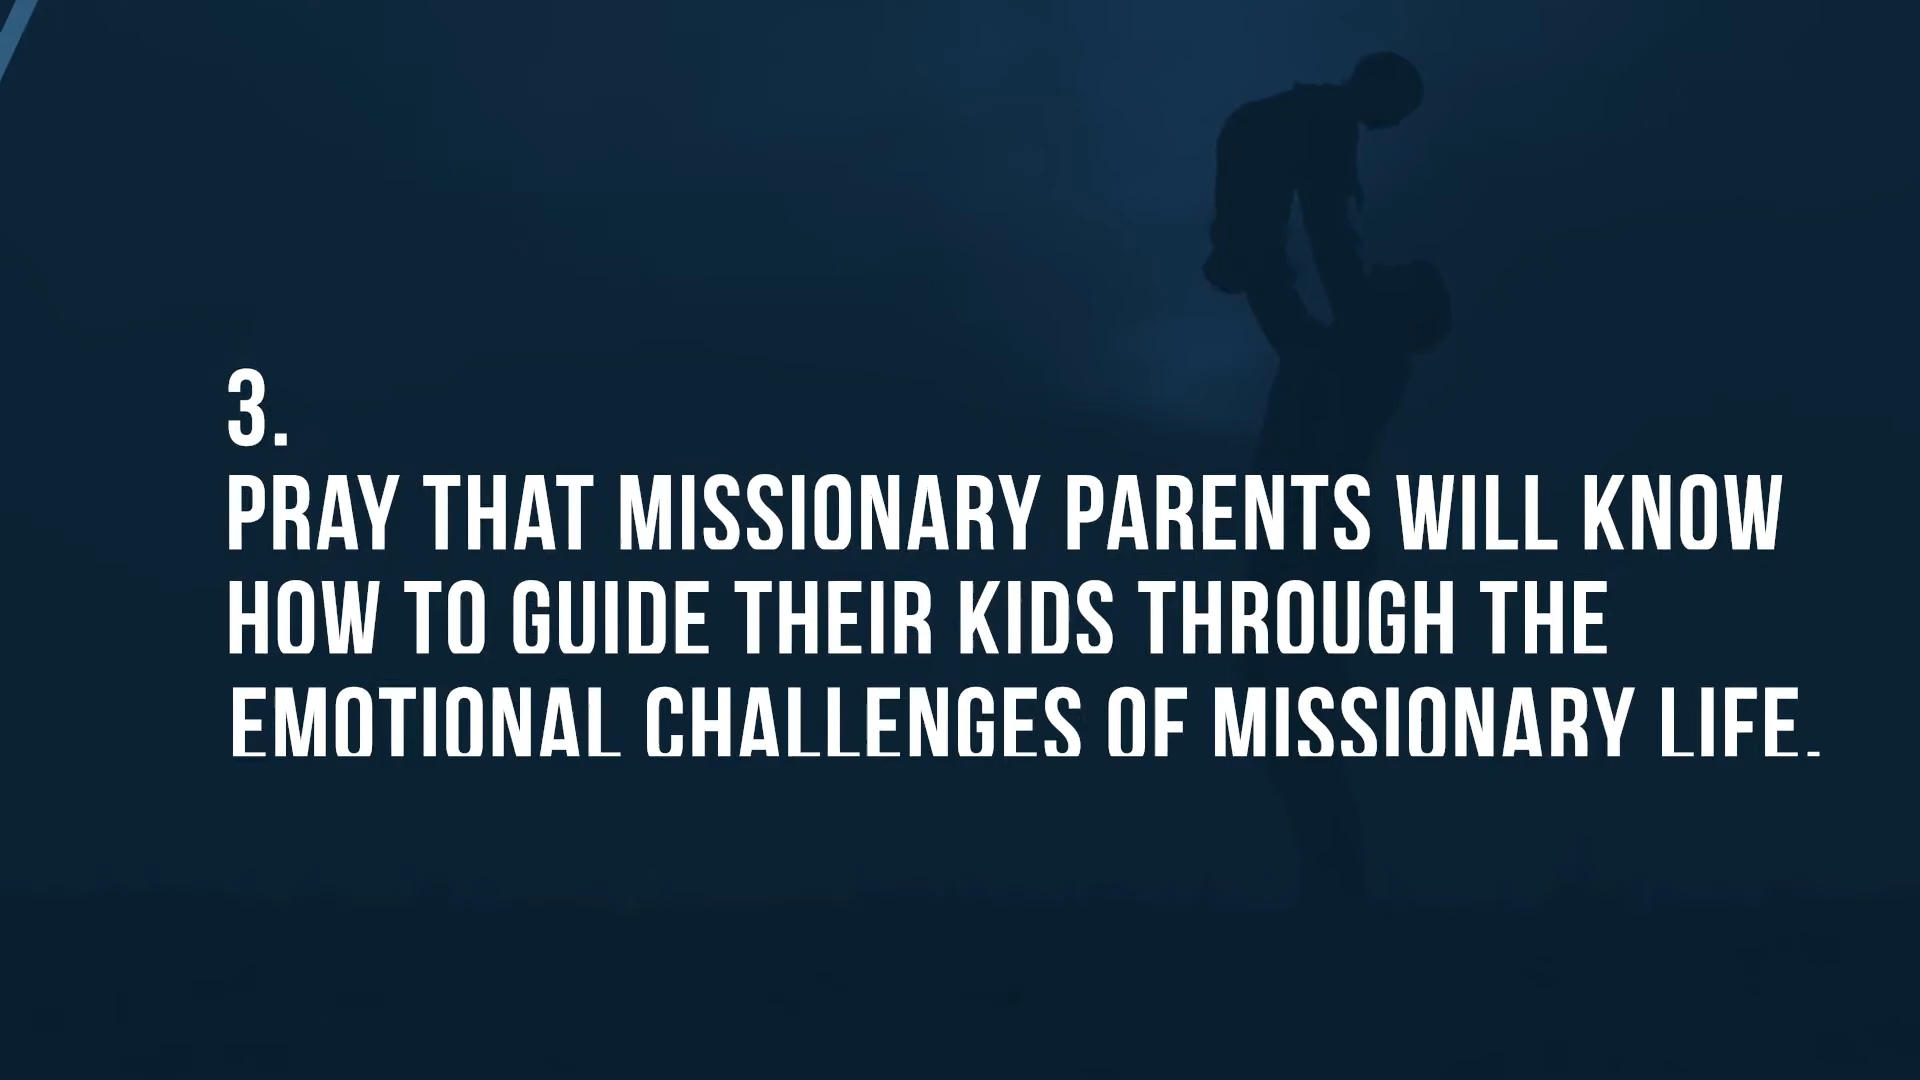 3.
PRAY THAT MISSIONARY PARENTS WILL KNOW
HOW TO GUIDE THEIR KIDS THROUGH THE
EMOTIONAL CHALLENGES OF MISSIONARY LIFE.